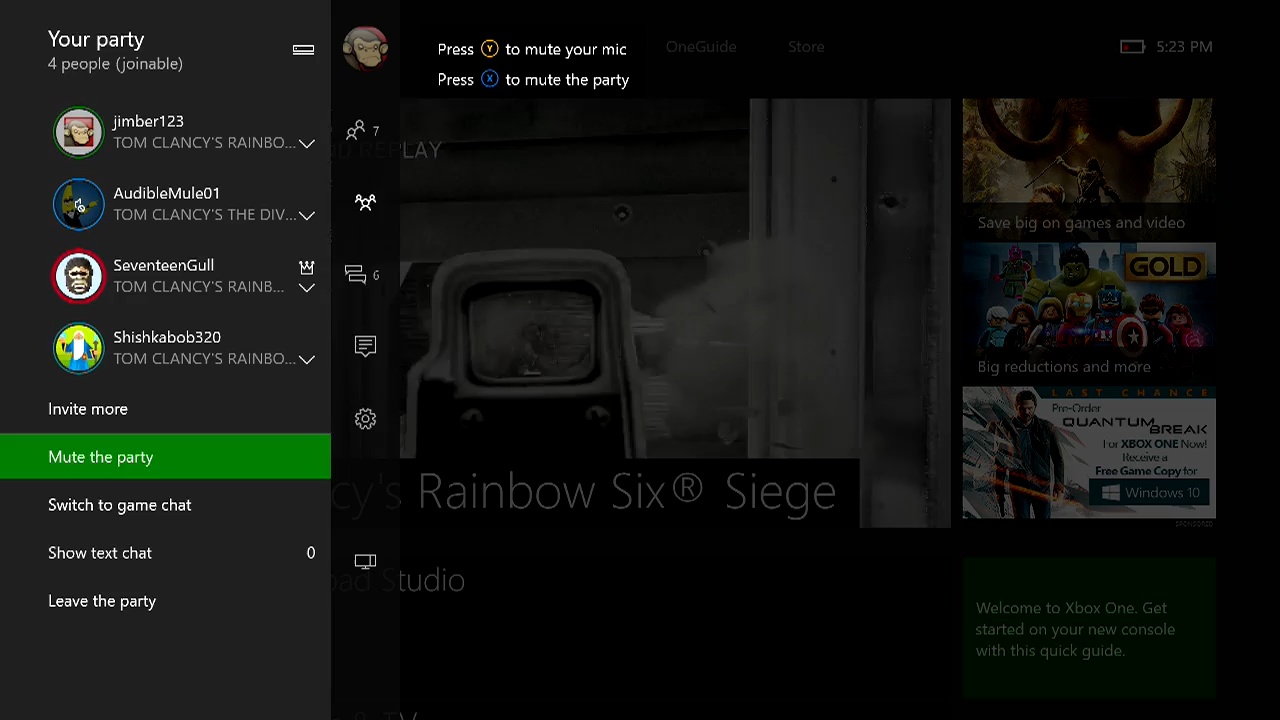 Your party
4 people (joinable)
jimber123
TOM CLANCY'S RAINBO...
AudibleMule01
TOM CLANCY'S THE DIV...
SeventeenGull
TOM CLANCY'S RAINB...
Shishkabob320
TOM CLANCY'S RAINBO...
Invite more
Mute the party
Switch to game chat
Show text chat 0
Leave the party
7
6
Press Y to mute your mic
Press X to mute the party
OneGuide Store
5:23 PM
REPLAY
cy's Rainbow Six® Siege
oad Studio
& TV
Save big on games and video
GOLD
Big reductions and more
LAST CHANCE
Pre-Order
QUANTUM BREAK
For XBOX ONE Now!
Receive a
Free Game Copy for
Windows 10
SPONSORED
Welcome to Xbox One. Get
started on your new console
with this quick guide.